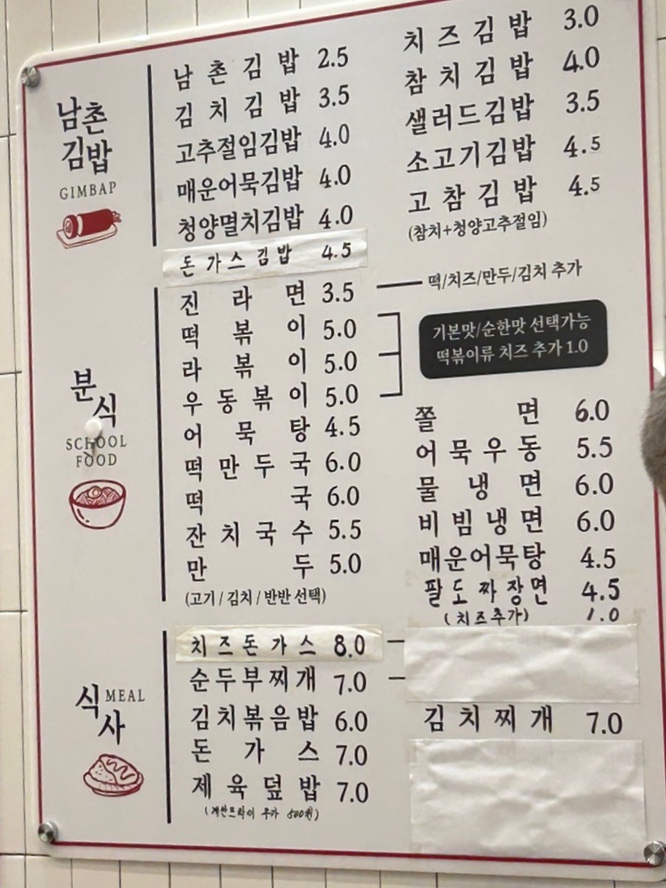 남촌
김밥
GIMBAP
남촌김밥 2.5
김치김밥 3.5
고추절임김밥 4.0
매운어묵김밥 4.0
청양멸치김밥 4.0
돈가스김밥 4.5
치즈김밥 3.0
참치김밥 4.0
샐러드김밥 3.5
소고기김밥 4.5
고참김밥 4.5
(참치+청양고추절임)
분식
SCHOOL
FOOD
진라면 3.5
떡/치즈/만두/김치 추가
떡볶이 5.0
라볶이 5.0
우동볶이 5.0
기본맛/순한맛 선택가능
떡볶이류 치즈 추가 1.0
어묵탕 4.5
떡만두국 6.0
떡국 6.0
잔치국수 5.5
만두 5.0
(고기/김치/반반 선택)
쫄면 6.0
어묵우동 5.5
물냉면 6.0
비빔냉면 6.0
매운어묵탕 4.5
팔도짜장면 4.5
(치즈추가) 1.0
식사
MEAL
치즈돈가스 8.0
순두부찌개 7.0
김치볶음밥 6.0
돈가스 7.0
제육덮밥 7.0
(계란프라이 추가 500원)
김치찌개 7.0